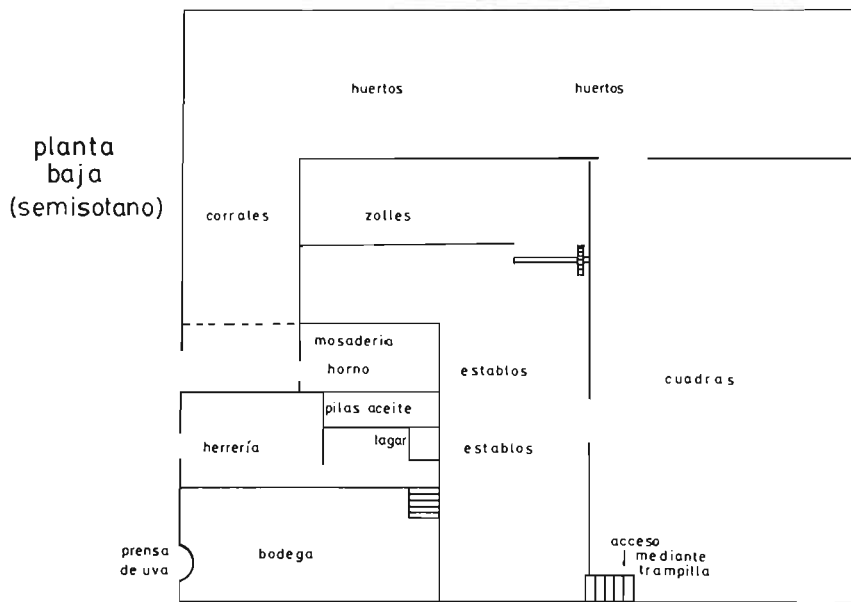 huertos huertos
planta
baja
(semisotano)
corrales zolles
mosaderia
horno
establos
cuadras
pilas aceite
herrería
lagar
establos
prensa
de uva
bodega
acceso
mediante
trampilla